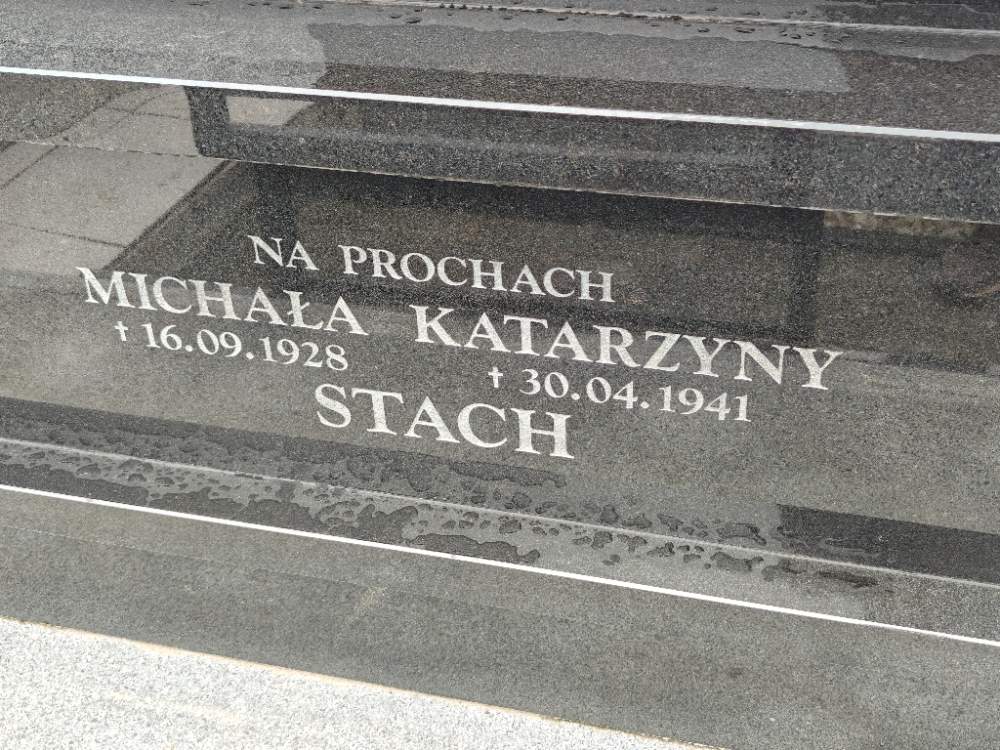 NA PROCHACH
MICHAŁA KATARZYNY
† 16.09.1928 † 30.04.1941
STACH